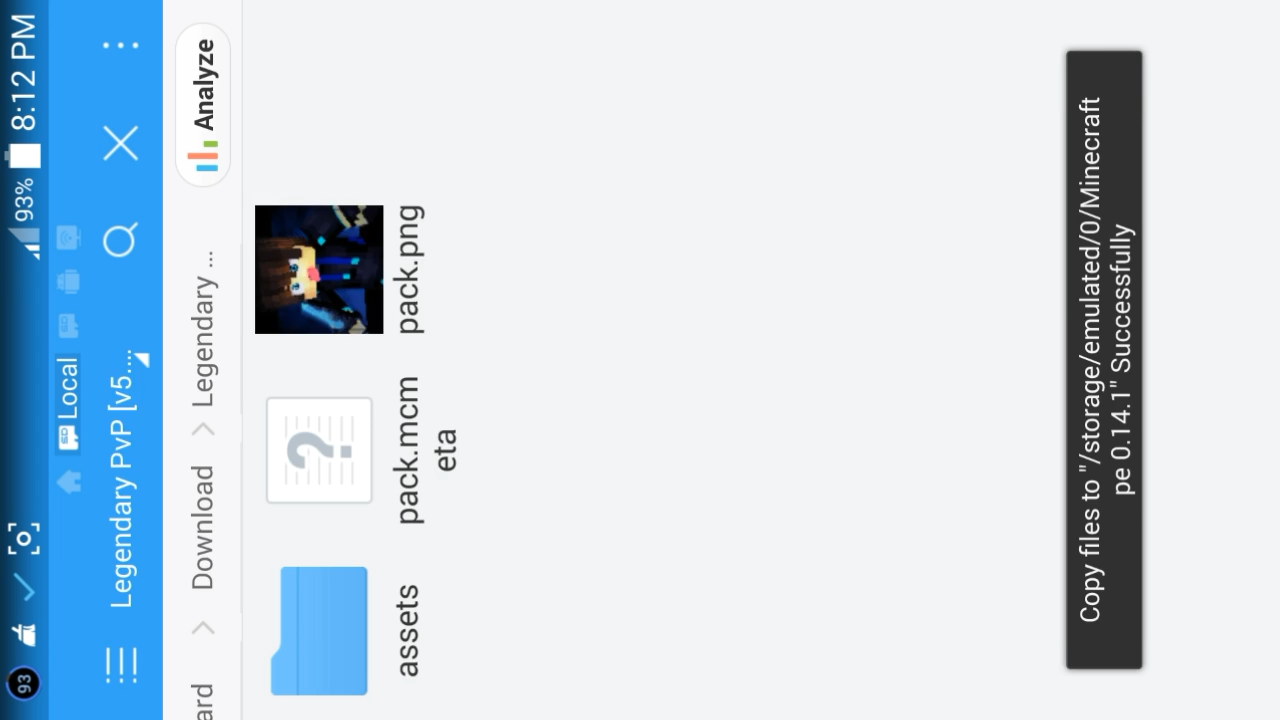 93
93%
8:12 PM
Local
Legendary PvP [v5....
ard
Download
Legendary ...
Analyze
assets
pack.mcm
eta
pack.png
Copy files to "/storage/emulated/0/Minecraft
pe 0.14.1" Successfully